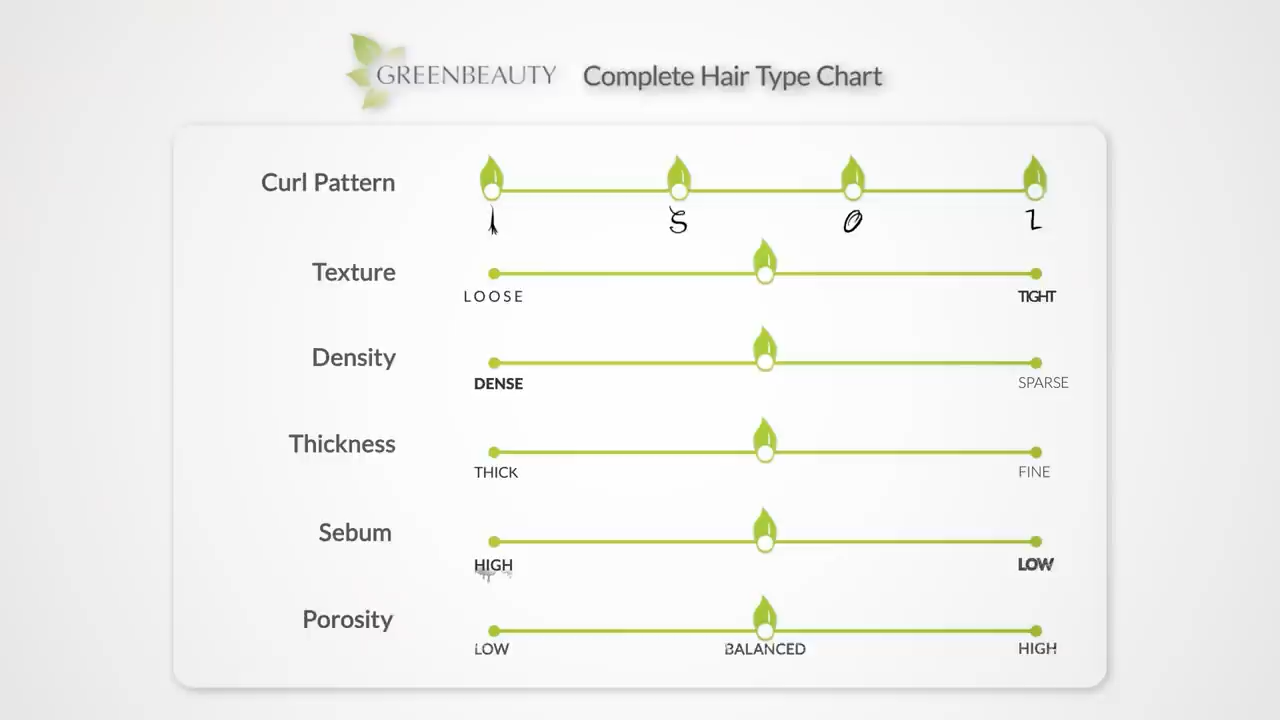 GREENBEAUTY Complete Hair Type Chart
Curl Pattern
S O Z
Texture
LOOSE TIGHT
Density
DENSE SPARSE
Thickness
THICK FINE
Sebum
HIGH LOW
Porosity
LOW BALANCED HIGH